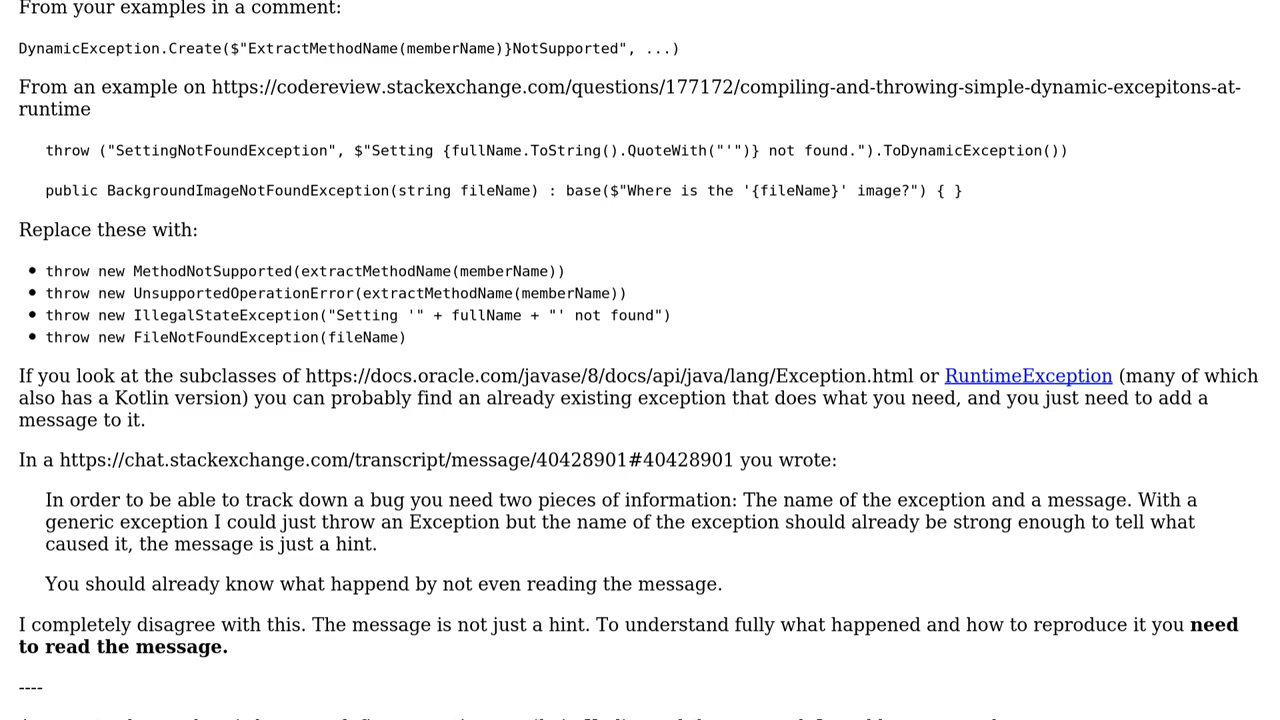 From your examples in a comment:
DynamicException.Create($"ExtractMethodName(memberName)}NotSupported", ...)
From an example on https://codereview.stackexchange.com/questions/177172/compiling-and-throwing-simple-dynamic-excepitons-at-
runtime
throw ("SettingNotFoundException", $"Setting {fullName.ToString().QuoteWith("'")} not found.").ToDynamicException())
public BackgroundImageNotFoundException(string fileName) : base($"Where is the '{fileName}' image?") { }
Replace these with:
• throw new MethodNotSupported(extractMethodName(memberName))
• throw new UnsupportedOperationError(extractMethodName(memberName))
• throw new IllegalStateException("Setting '" + fullName + "' not found")
• throw new FileNotFoundException(fileName)
If you look at the subclasses of https://docs.oracle.com/javase/8/docs/api/java/lang/Exception.html or RuntimeException (many of which
also has a Kotlin version) you can probably find an already existing exception that does what you need, and you just need to add a
message to it.
In a https://chat.stackexchange.com/transcript/message/40428901#40428901 you wrote:
In order to be able to track down a bug you need two pieces of information: The name of the exception and a message. With a
generic exception I could just throw an Exception but the name of the exception should already be strong enough to tell what
caused it, the message is just a hint.
You should already know what happend by not even reading the message.
I completely disagree with this. The message is not just a hint. To understand fully what happened and how to reproduce it you need
to read the message.
----